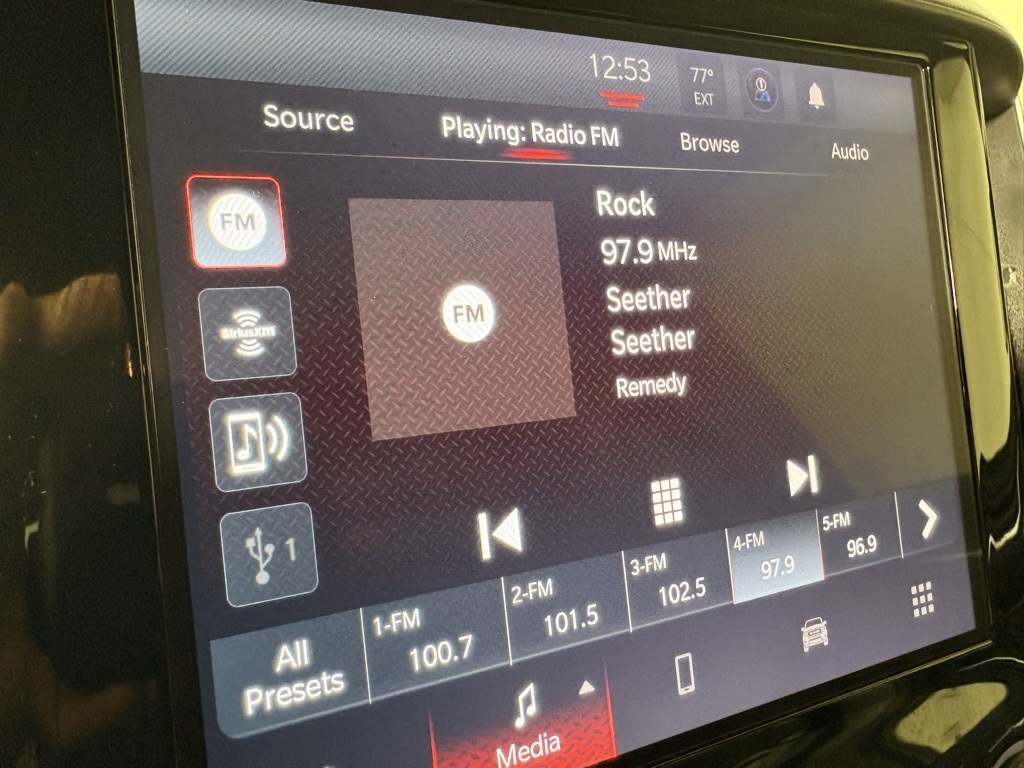 12:53
77°
EXT
Source
Playing: Radio FM
Browse
Audio
FM
SiriusXM
1
FM
Rock
97.9 MHz
Seether
Seether
Remedy
All
Presets
1-FM
100.7
2-FM
101.5
3-FM
102.5
4-FM
97.9
5-FM
96.9
Media